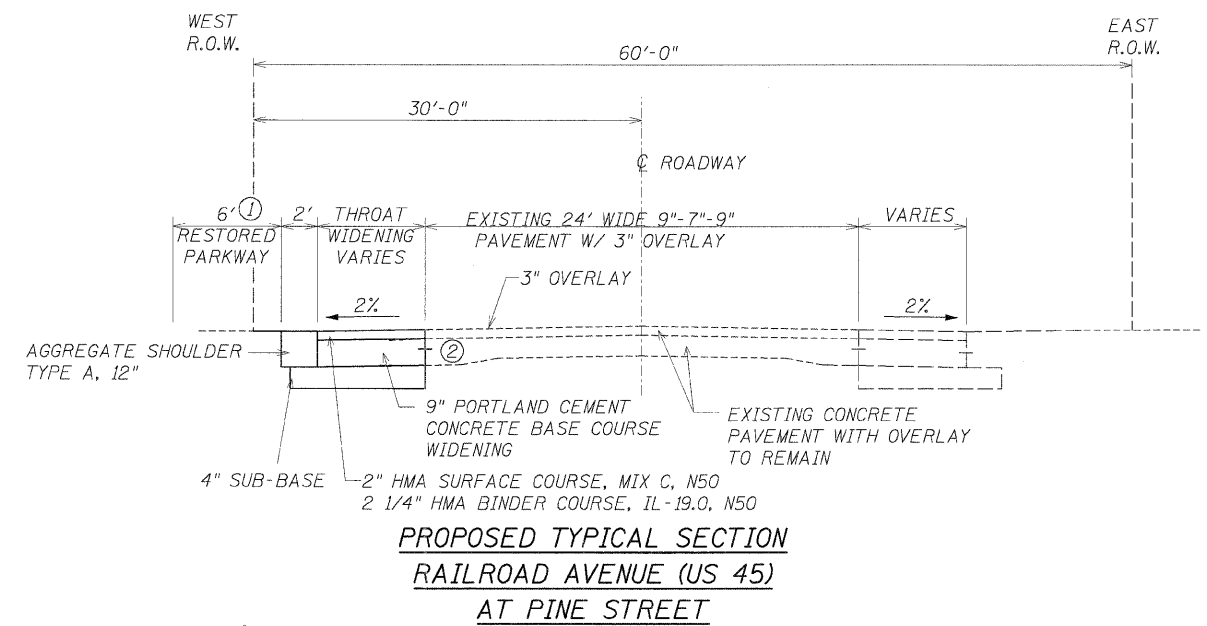 WEST
R.O.W.
EAST
R.O.W.
60'-0"
30'-0"
℄ ROADWAY
6' ①
RESTORED
PARKWAY
2'
THROAT
WIDENING
VARIES
EXISTING 24' WIDE 9"-7"-9"
PAVEMENT W/ 3" OVERLAY
VARIES
3" OVERLAY
2%
2%
AGGREGATE SHOULDER
TYPE A, 12"
②
9" PORTLAND CEMENT
CONCRETE BASE COURSE
WIDENING
EXISTING CONCRETE
PAVEMENT WITH OVERLAY
TO REMAIN
4" SUB-BASE
2" HMA SURFACE COURSE, MIX C, N50
2 1/4" HMA BINDER COURSE, IL-19.0, N50
PROPOSED TYPICAL SECTION
RAILROAD AVENUE (US 45)
AT PINE STREET